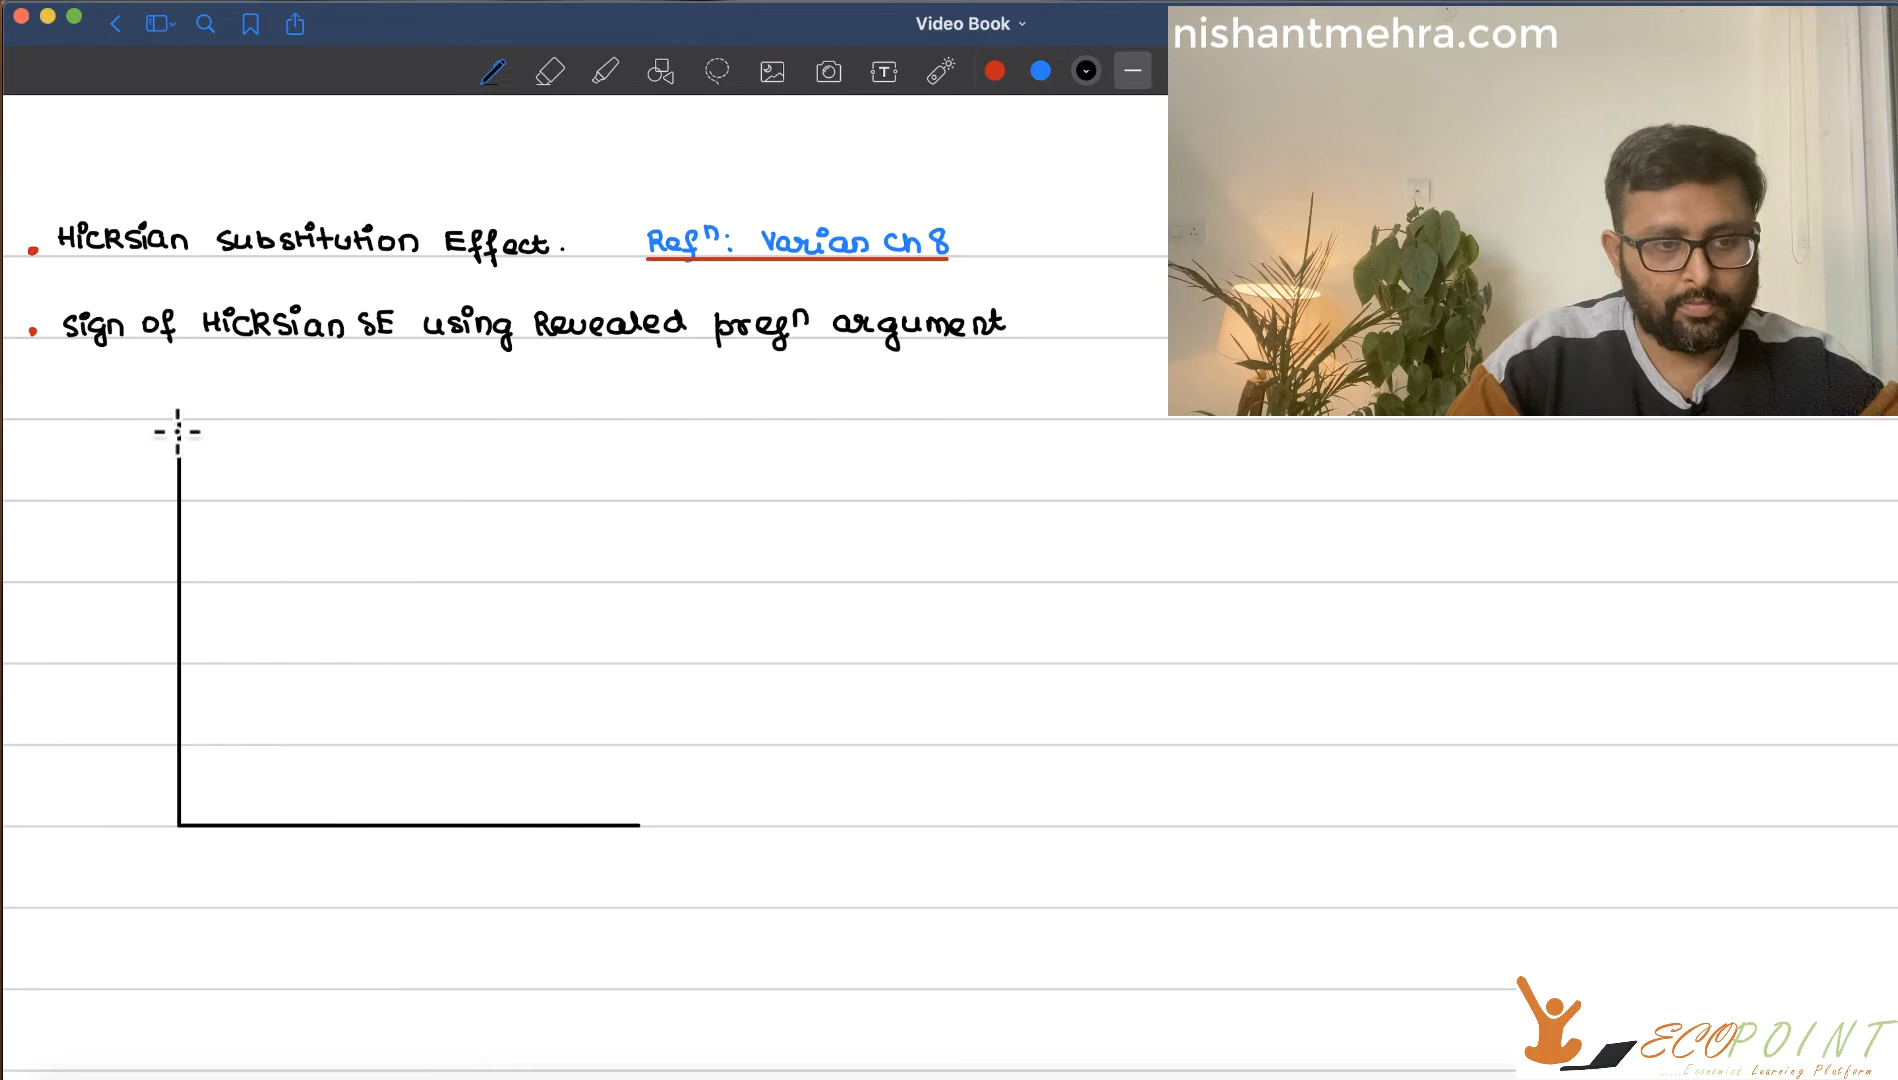 Video Book
nishantmehra.com
. Hicksian Substitution Effect. Refⁿ: Varian Ch 8
. Sign of Hicksian SE using Revealed prefⁿ argument
ECOPOINT
.....Economics Learning Platform